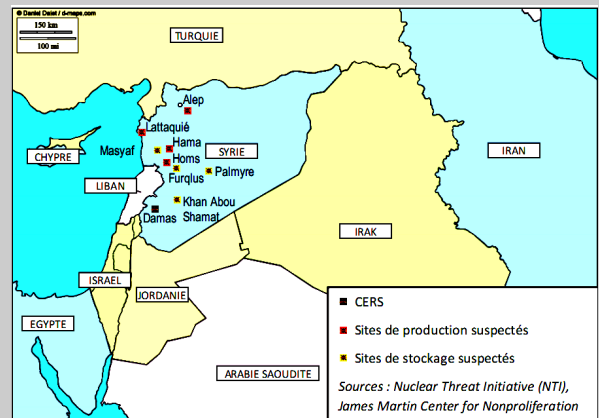 © Daniel Dalet / d-maps.com
150 km
100 mi
TURQUIE
Alep
Lattaquié
Hama
Masyaf
SYRIE
CHYPRE
Homs
IRAN
Palmyre
Furqlus
LIBAN
Khan Abou
Shamat
Damas
IRAK
ISRAEL
JORDANIE
EGYPTE
ARABIE SAOUDITE
CERS
Sites de production suspectés
Sites de stockage suspectés
Sources : Nuclear Threat Initiative (NTI),
James Martin Center for Nonproliferation